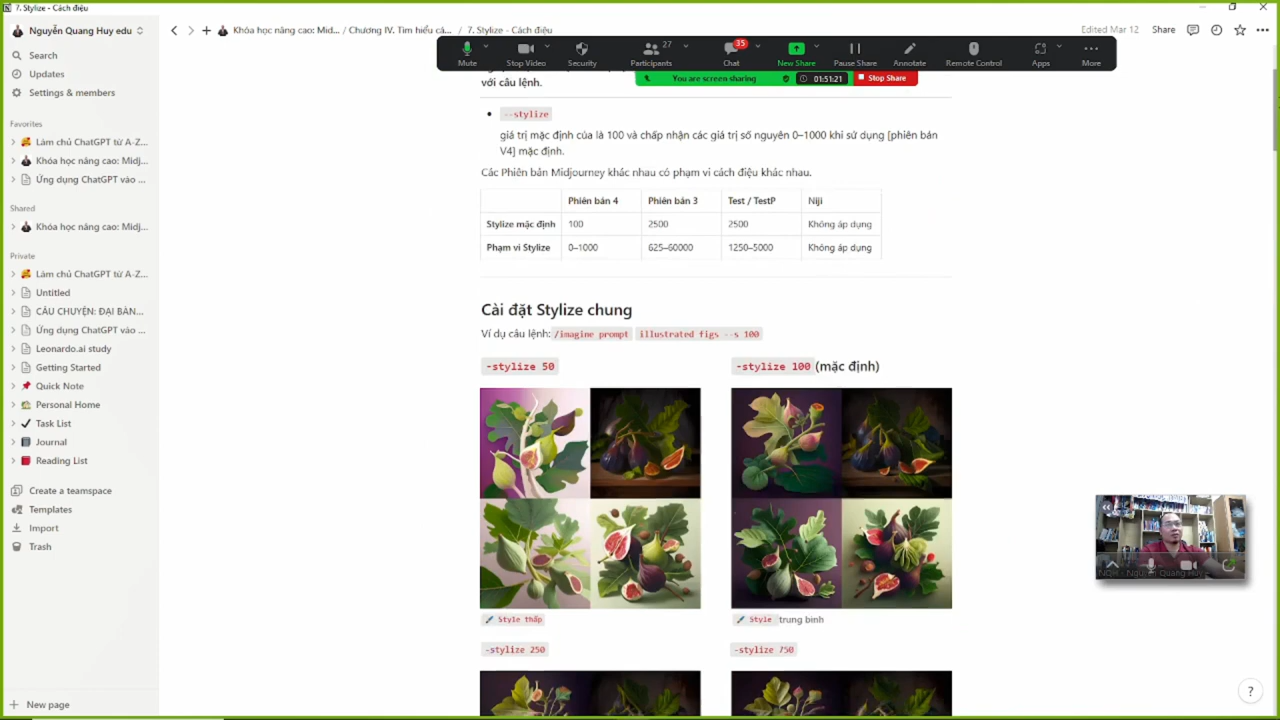 7. Stylize - Cách điệu
Nguyễn Quang Huy edu
Khóa học nâng cao: Mid... / Chương IV. Tìm hiểu cá... / 7. Stylize - Cách điệu
Edited Mar 12 Share
Search
Updates
Settings & members
Favorites
Làm chủ ChatGPT từ A-Z...
Khóa học nâng cao: Midj...
Ứng dụng ChatGPT vào ...
Shared
Khóa học nâng cao: Midj...
Private
Làm chủ ChatGPT từ A-Z...
Untitled
CÂU CHUYỆN: ĐẠI BÀN...
Ứng dụng ChatGPT vào ...
Leonardo.ai study
Getting Started
Quick Note
Personal Home
Task List
Journal
Reading List
Create a teamspace
Templates
Import
Trash
New page
Mute
Stop Video
Security
27
Participants
35
Chat
New Share
Pause Share
Annotate
Remote Control
Apps
More
You are screen sharing
01:51:21
Stop Share
với câu lệnh.
--stylize
giá trị mặc định của là 100 và chấp nhận các giá trị số nguyên 0–1000 khi sử dụng [phiên bản
V4] mặc định.
Các Phiên bản Midjourney khác nhau có phạm vi cách điệu khác nhau.
Phiên bản 4 Phiên bản 3 Test / TestP Niji
Stylize mặc định 100 2500 2500 Không áp dụng
Phạm vi Stylize 0–1000 625–60000 1250–5000 Không áp dụng
Cài đặt Stylize chung
Ví dụ câu lệnh: /imagine prompt illustrated figs --s 100
-stylize 50
-stylize 100 (mặc định)
Style thấp
Style trung bình
-stylize 250
-stylize 750
NQH - Nguyễn Quang Huy
?